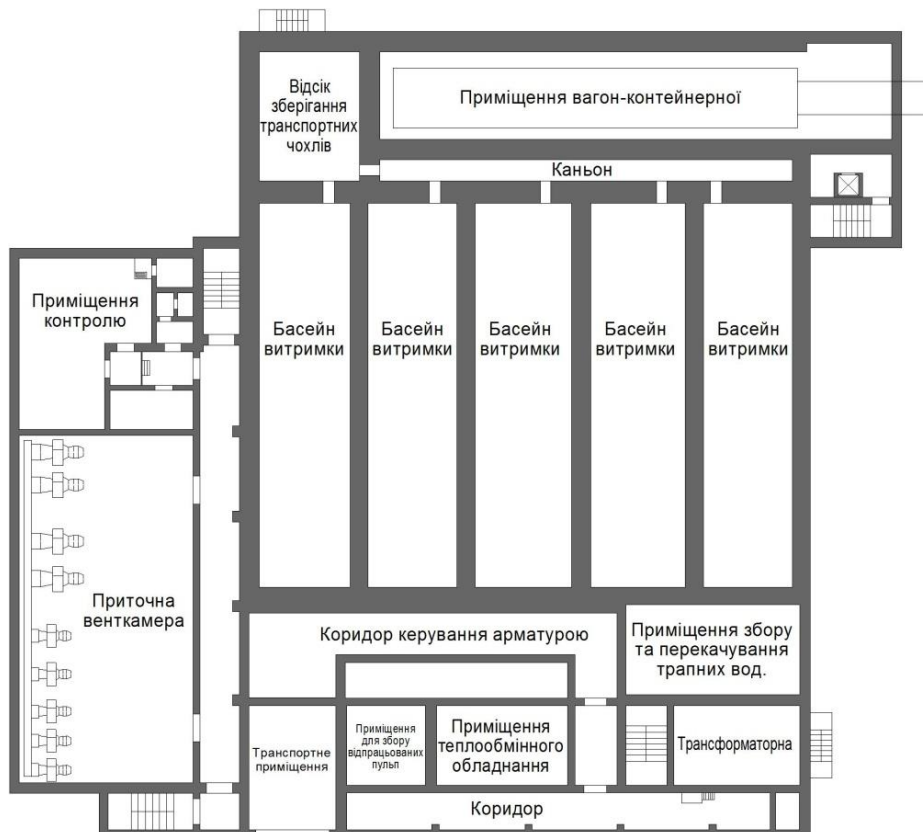 Відсік
зберігання
транспортних
чохлів
Приміщення вагон-контейнерної
Каньон
Приміщення
контролю
Басейн
витримки
Басейн
витримки
Басейн
витримки
Басейн
витримки
Басейн
витримки
Приточна
венткамера
Коридор керування арматурою
Приміщення збору
та перекачування
трапних вод.
Транспортне
приміщення
Приміщення
для збору
відпрацьованих
пульп
Приміщення
теплообмінного
обладнання
Трансформаторна
Коридор